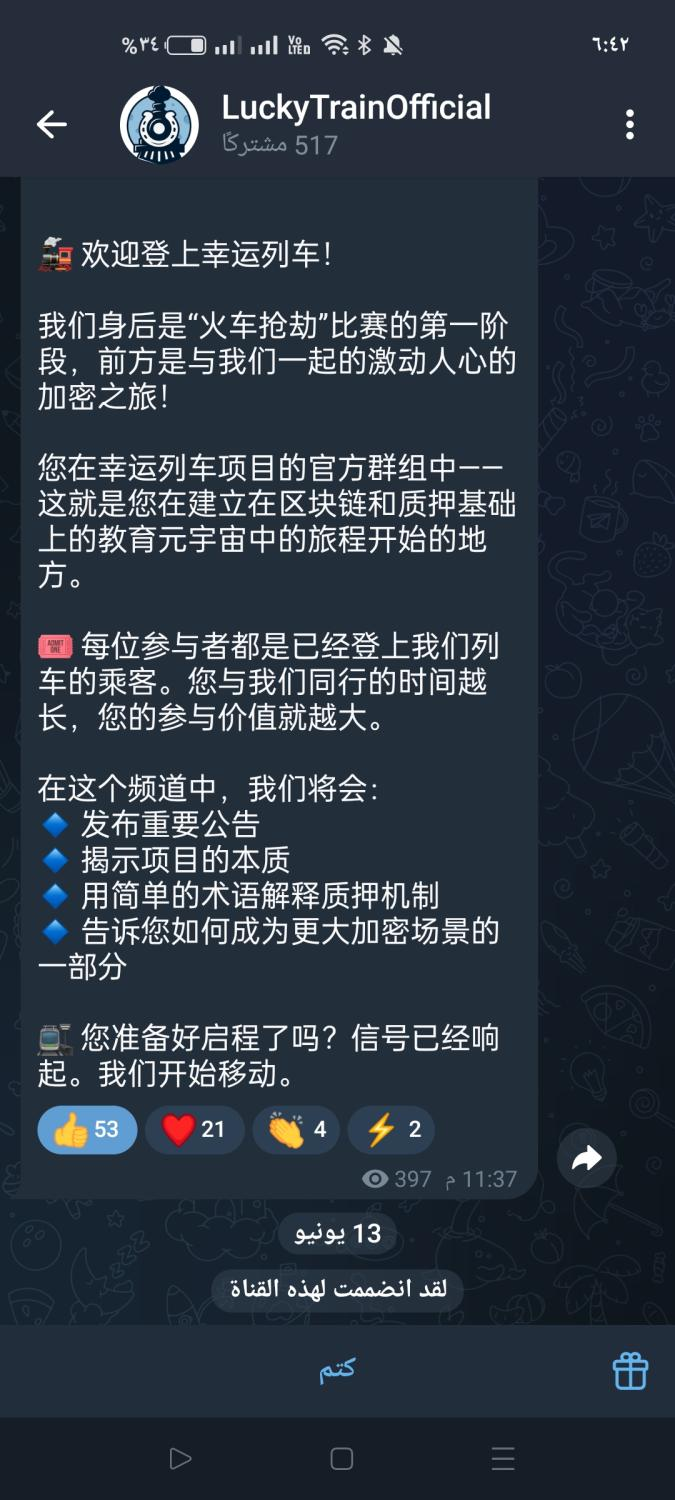 %٣٤
Vo
LTED
٦:٤٢
LuckyTrainOfficial
517 مشتركًا
欢迎登上幸运列车！
我们身后是“火车抢劫”比赛的第一阶
段，前方是与我们一起的激动人心的
加密之旅！
您在幸运列车项目的官方群组中——
这就是您在建立在区块链和质押基础
上的教育元宇宙中的旅程开始的地
方。
ADMIT ONE
每位参与者都是已经登上我们列
车的乘客。您与我们同行的时间越
长，您的参与价值就越大。
在这个频道中，我们将会：
发布重要公告
揭示项目的本质
用简单的术语解释质押机制
告诉您如何成为更大加密场景的
一部分
您准备好启程了吗？信号已经响
起。我们开始移动。
53 21 4 2
397 11:37 م
13 يونيو
لقد انضممت لهذه القناة
كتم